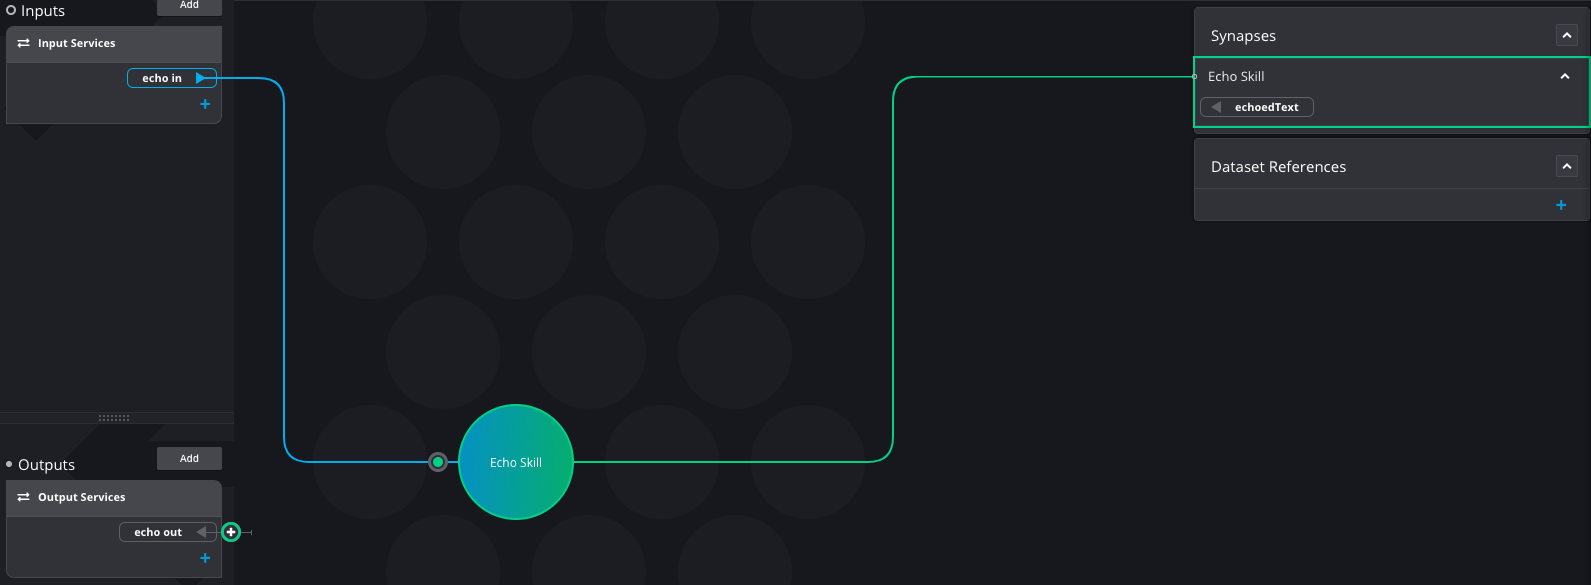 Inputs
Add
Input Services
echo in
+
Outputs
Add
Output Services
echo out
+
Echo Skill
Synapses
Echo Skill
echoedText
Dataset References
+